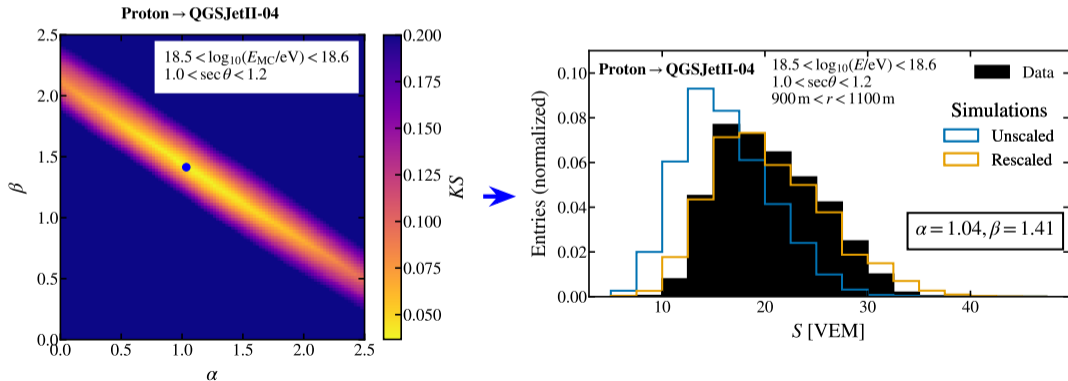 Proton→QGSJetII-04
18.5 < log₁₀(E_MC/eV) < 18.6
1.0 < sec θ < 1.2
2.5
2.0
1.5
1.0
0.5
0.0
β
0.0 0.5 1.0 1.5 2.0 2.5
α
0.200
0.175
0.150
0.125
0.100
0.075
0.050
KS
Proton→QGSJetII-04
18.5 < log₁₀(E/eV) < 18.6
1.0 < sec θ < 1.2
900 m < r < 1100 m
Data
Simulations
Unscaled
Rescaled
α = 1.04, β = 1.41
0.10
0.08
0.06
0.04
0.02
0.00
Entries (normalized)
10 20 30 40
S [VEM]